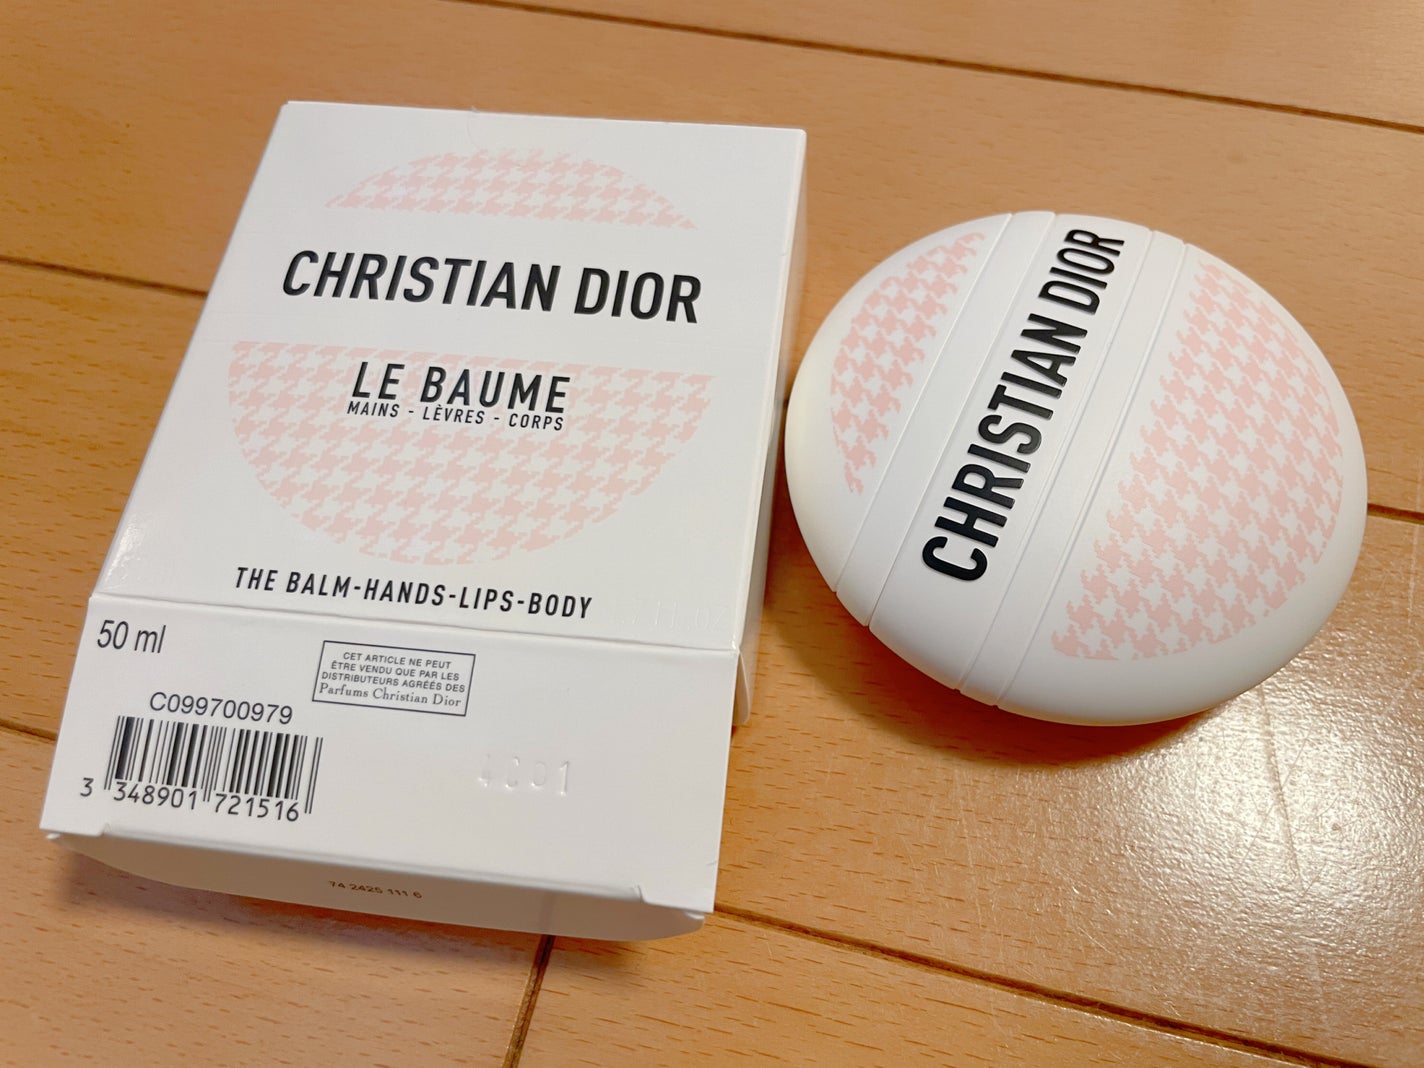 CHRISTIAN DIOR
LE BAUME
MAINS - LÈVRES - CORPS
THE BALM-HANDS-LIPS-BODY
50 ml
CET ARTICLE NE PEUT
ÊTRE VENDU QUE PAR LES
DISTRIBUTEURS AGRÉÉS DES
Parfums Christian Dior
C099700979
3 348901 721516
74 2425 111 6
CHRISTIAN DIOR